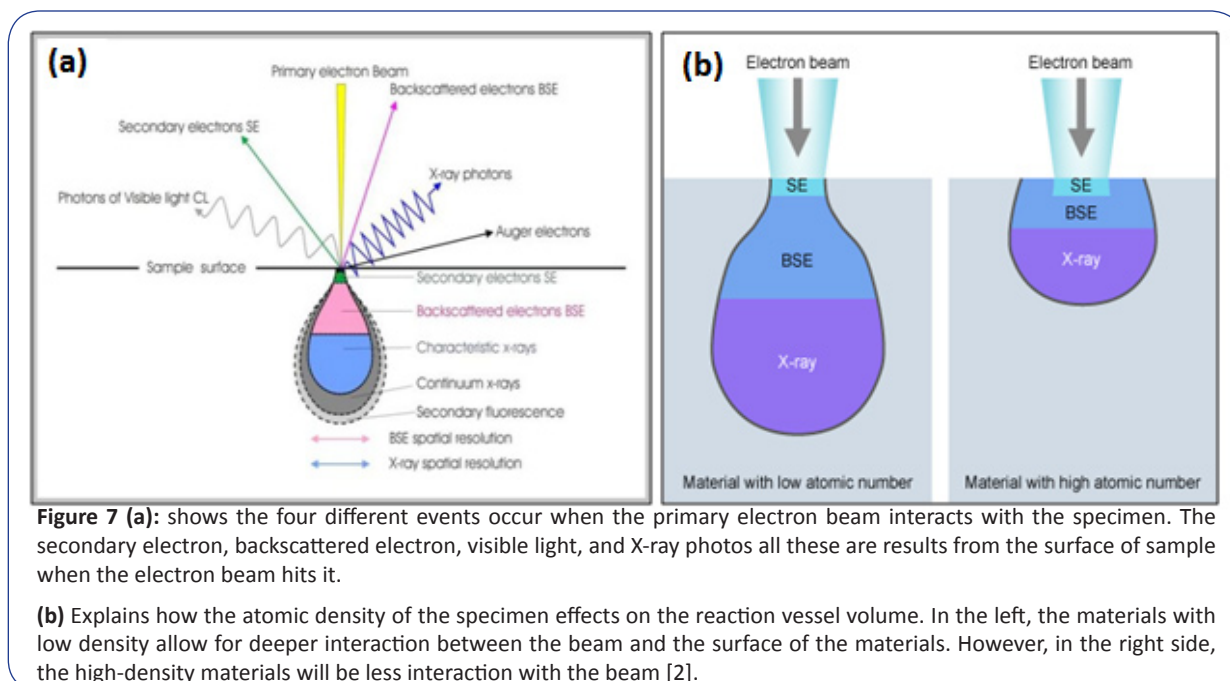 (a)
Primary electron Beam
Backscattered electrons BSE
Secondary electrons SE
X-ray photons
Photons of Visible light CL
Auger electrons
Sample surface
Secondary electrons SE
Backscattered electrons BSE
Characteristic x-rays
Continuum x-rays
Secondary fluorescence
BSE spatial resolution
X-ray spatial resolution
(b)
Electron beam
SE
BSE
X-ray
Material with low atomic number
Electron beam
SE
BSE
X-ray
Material with high atomic number
Figure 7 (a): shows the four different events occur when the primary electron beam interacts with the specimen. The
secondary electron, backscattered electron, visible light, and X-ray photos all these are results from the surface of sample
when the electron beam hits it.
(b) Explains how the atomic density of the specimen effects on the reaction vessel volume. In the left, the materials with
low density allow for deeper interaction between the beam and the surface of the materials. However, in the right side,
the high-density materials will be less interaction with the beam [2].